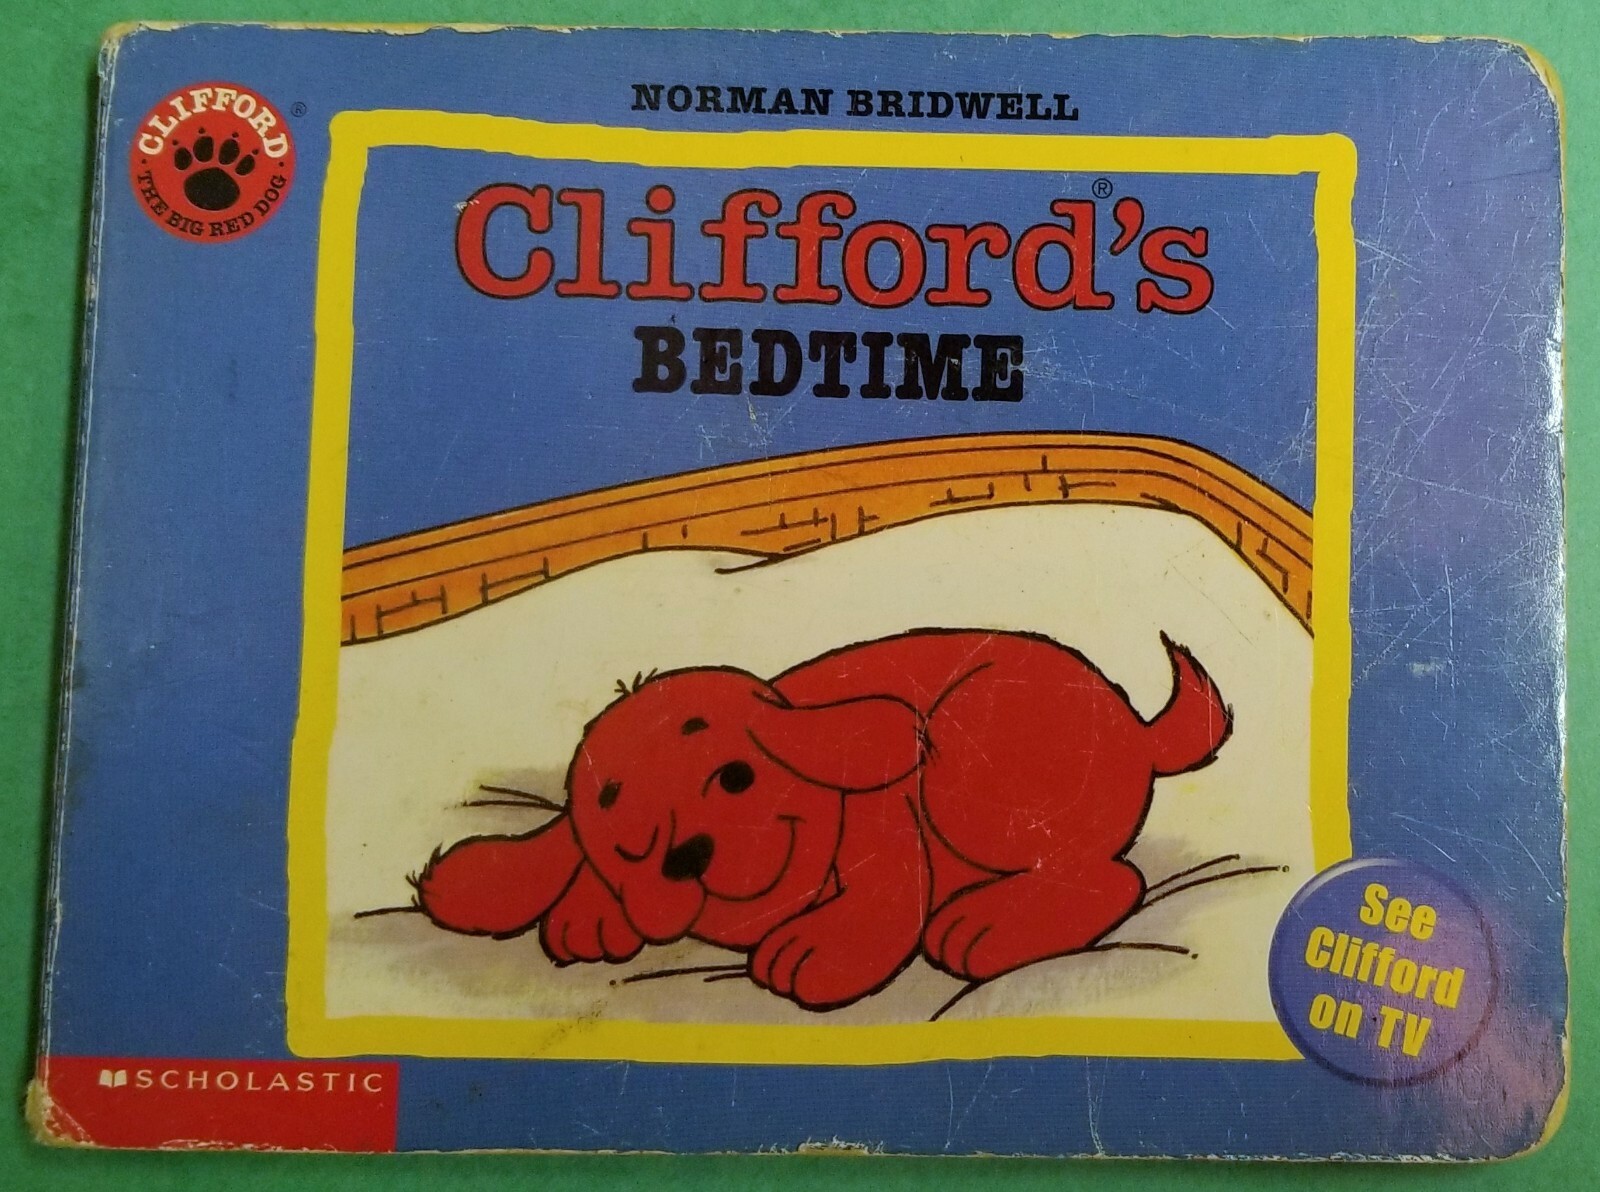 NORMAN BRIDWELL
CLIFFORD®
· THE BIG RED DOG ·
Clifford's®
BEDTIME
See
Clifford
on TV
SCHOLASTIC